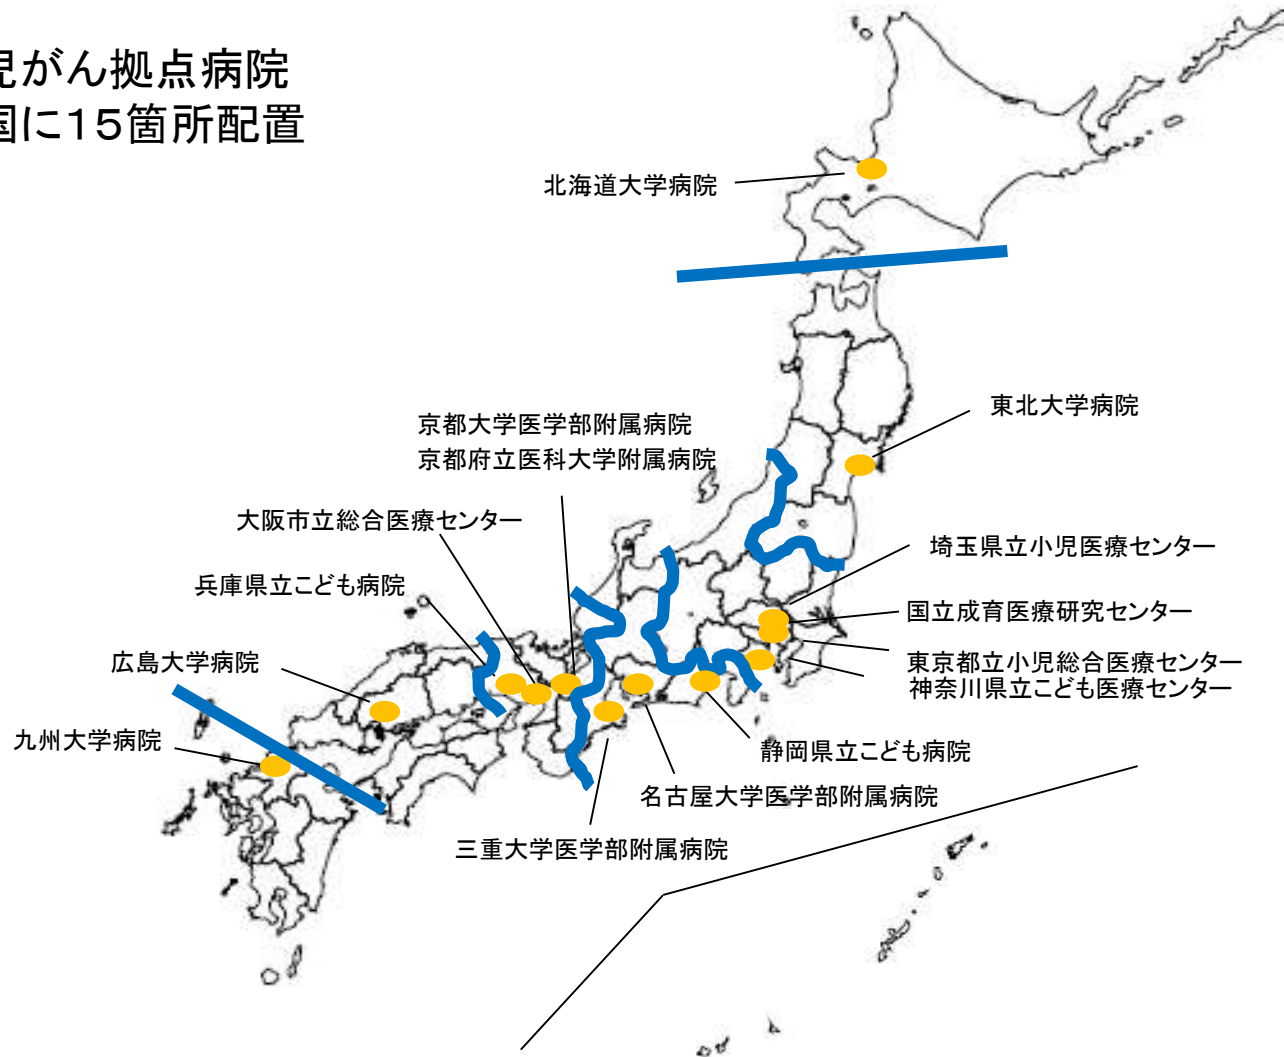 児がん拠点病院
国に15箇所配置
北海道大学病院
東北大学病院
京都大学医学部附属病院
京都府立医科大学附属病院
大阪市立総合医療センター
埼玉県立小児医療センター
兵庫県立こども病院
国立成育医療研究センター
広島大学病院
東京都立小児総合医療センター
神奈川県立こども医療センター
九州大学病院
静岡県立こども病院
名古屋大学医学部附属病院
三重大学医学部附属病院